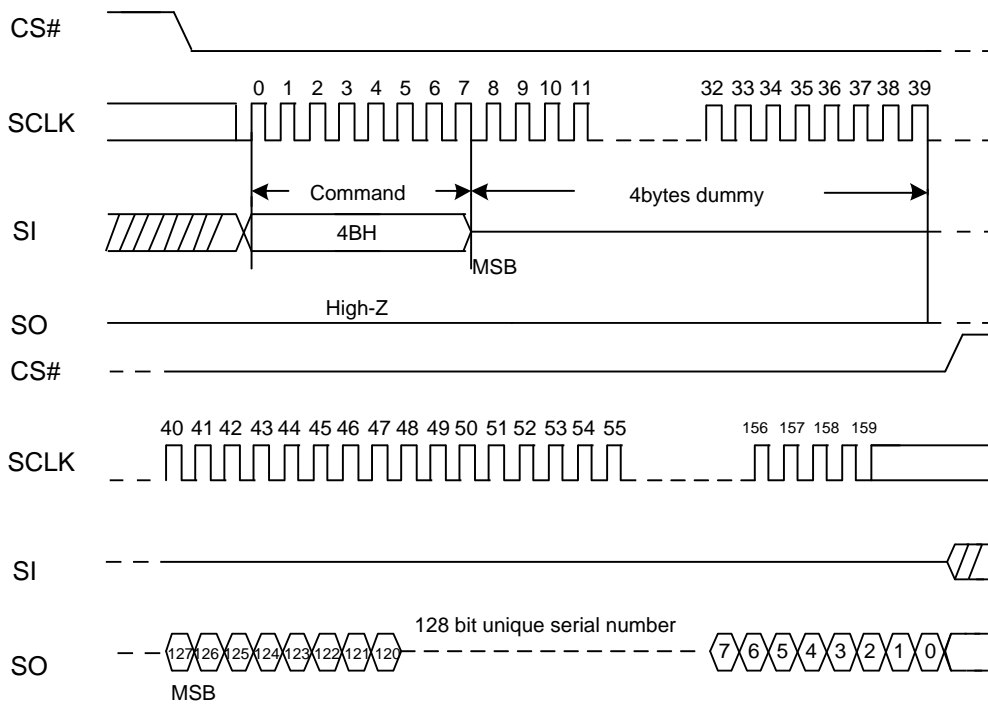 CS#
0 1 2 3 4 5 6 7 8 9 10 11 32 33 34 35 36 37 38 39
SCLK
Command 4bytes dummy
SI 4BH
MSB
High-Z
SO
CS#
40 41 42 43 44 45 46 47 48 49 50 51 52 53 54 55 156 157 158 159
SCLK
SI
128 bit unique serial number
SO 127 126 125 124 123 122 121 120 7 6 5 4 3 2 1 0
MSB